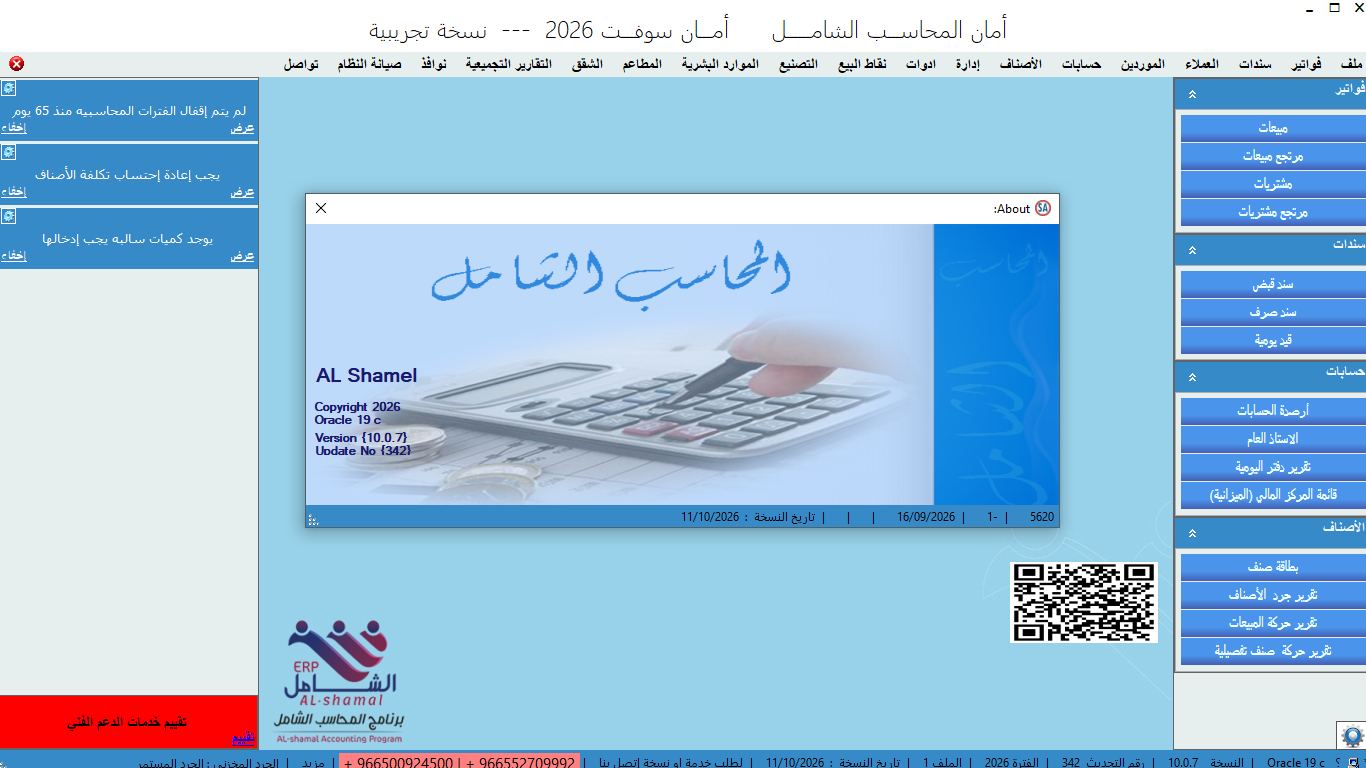 أمان المحاســب الشامــــل أمــان سوفــت 2026 --- نسخة تجريبية
ملف فواتير سندات العملاء الموردين حسابات الأصناف إدارة ادوات نقاط البيع التصنيع الموارد البشرية المطاعم الشقق التقارير التجميعية نوافذ صيانة النظام تواصل
فواتير
مبيعات
مرتجع مبيعات
مشتريات
مرتجع مشتريات
سندات
سند قبض
سند صرف
قيد يومية
حسابات
أرصدة الحسابات
الاستاذ العام
تقرير دفتر اليومية
قائمة المركز المالي (الميزانية)
الأصناف
بطاقة صنف
تقرير جرد الأصناف
تقرير حركة المبيعات
تقرير حركة صنف تفصيلية
About:
المحاسب الشامل
المحاسب
AL Shamel
Copyright 2026
Oracle 19 c
Version {10.0.7}
Update No {342}
5620 | -1 | 16/09/2026 | | | تاريخ النسخة : 11/10/2026
لم يتم إقفال الفترات المحاسبيه منذ 65 يوم
عرض إخفاء
يجب إعادة إحتساب تكلفة الأصناف
عرض إخفاء
يوجد كميات سالبه يجب إدخالها
عرض إخفاء
ERP
الشامل
AL-shamal
برنامج المحاسب الشامل
AL-shamal Accounting Program
تقييم خدمات الدعم الفني
تقييم
؟ Oracle 19 c | النسخة 10.0.7 | رقم التحديث 342 | الفترة 2026 | الملف 1 | تاريخ النسخة : 11/10/2026 | لطلب خدمة او نسخة إتصل بنا | + 966500924500 | + 966552709992 | مزيد | الجرد المخزني : الجرد المستمر